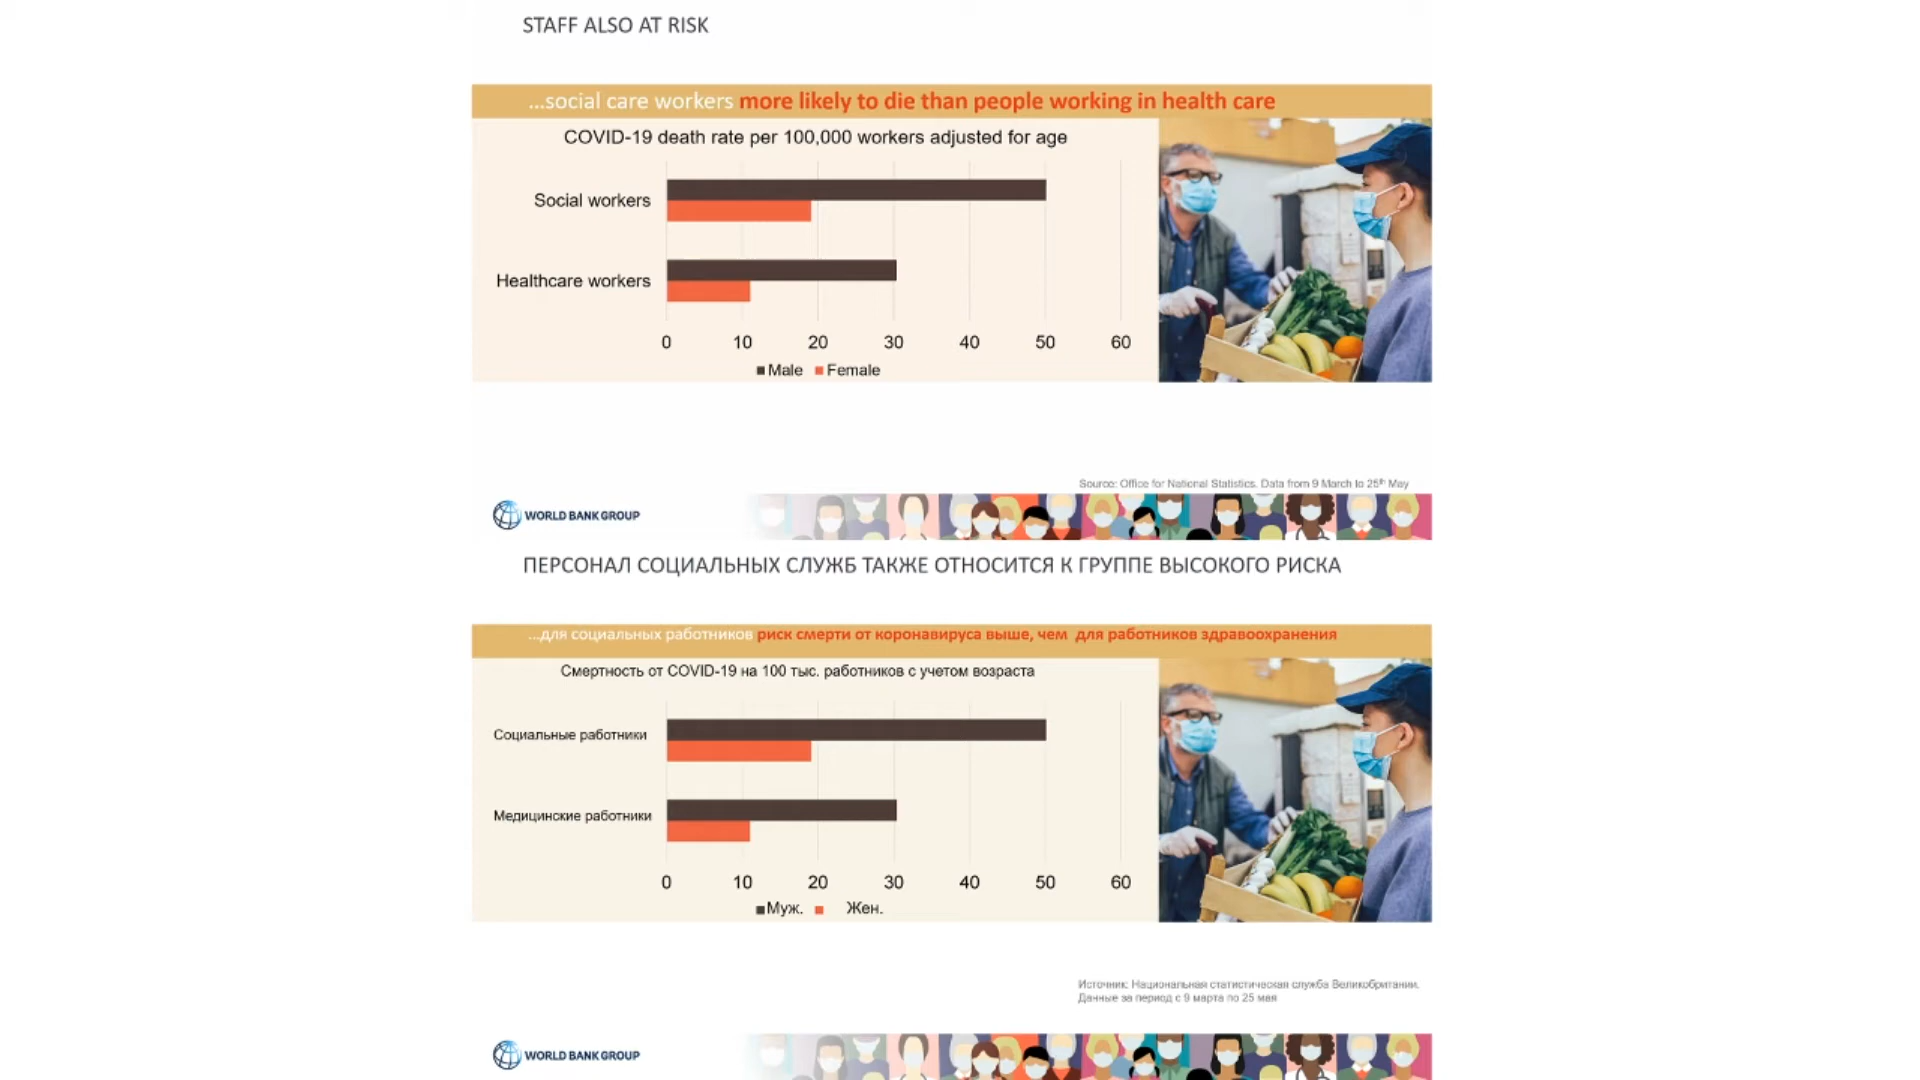 STAFF ALSO AT RISK
...social care workers more likely to die than people working in health care
COVID-19 death rate per 100,000 workers adjusted for age
Social workers
Healthcare workers
0 10 20 30 40 50 60
Male Female
Source: Office for National Statistics. Data from 9 March to 25th May
WORLD BANK GROUP
ПЕРСОНАЛ СОЦИАЛЬНЫХ СЛУЖБ ТАКЖЕ ОТНОСИТСЯ К ГРУППЕ ВЫСОКОГО РИСКА
...для социальных работников риск смерти от коронавируса выше, чем для работников здравоохранения
Смертность от COVID-19 на 100 тыс. работников с учетом возраста
Социальные работники
Медицинские работники
0 10 20 30 40 50 60
Муж. Жен.
Источник: Национальная статистическая служба Великобритании.
Данные за период с 9 марта по 25 мая
WORLD BANK GROUP